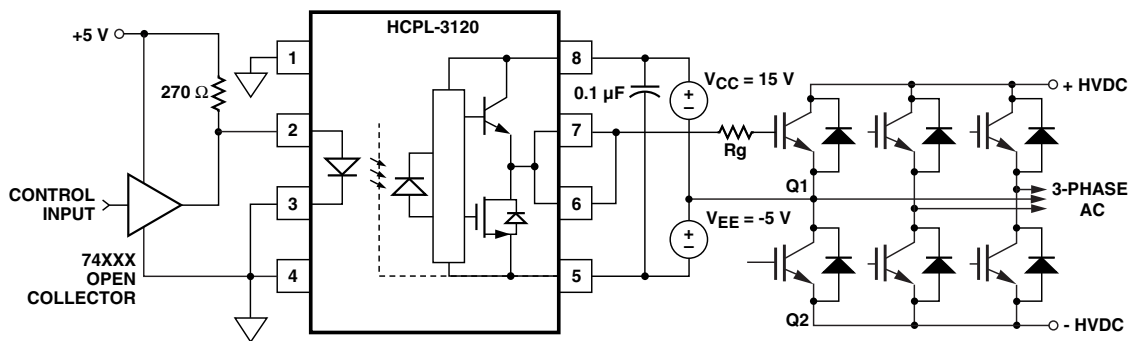 HCPL-3120
+5 V
270 Ω
1
2
3
4
8
7
6
5
CONTROL
INPUT
74XXX
OPEN
COLLECTOR
0.1 µF
+
−
VCC = 15 V
+
−
VEE = -5 V
Rg
Q1
Q2
+ HVDC
3-PHASE
AC
- HVDC